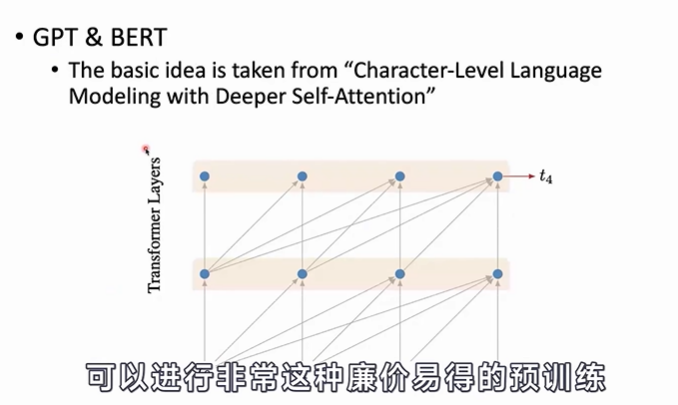 • GPT & BERT
• The basic idea is taken from “Character-Level Language
Modeling with Deeper Self-Attention”
Transformer Layers
t₄
可以进行非常这种廉价易得的预训练